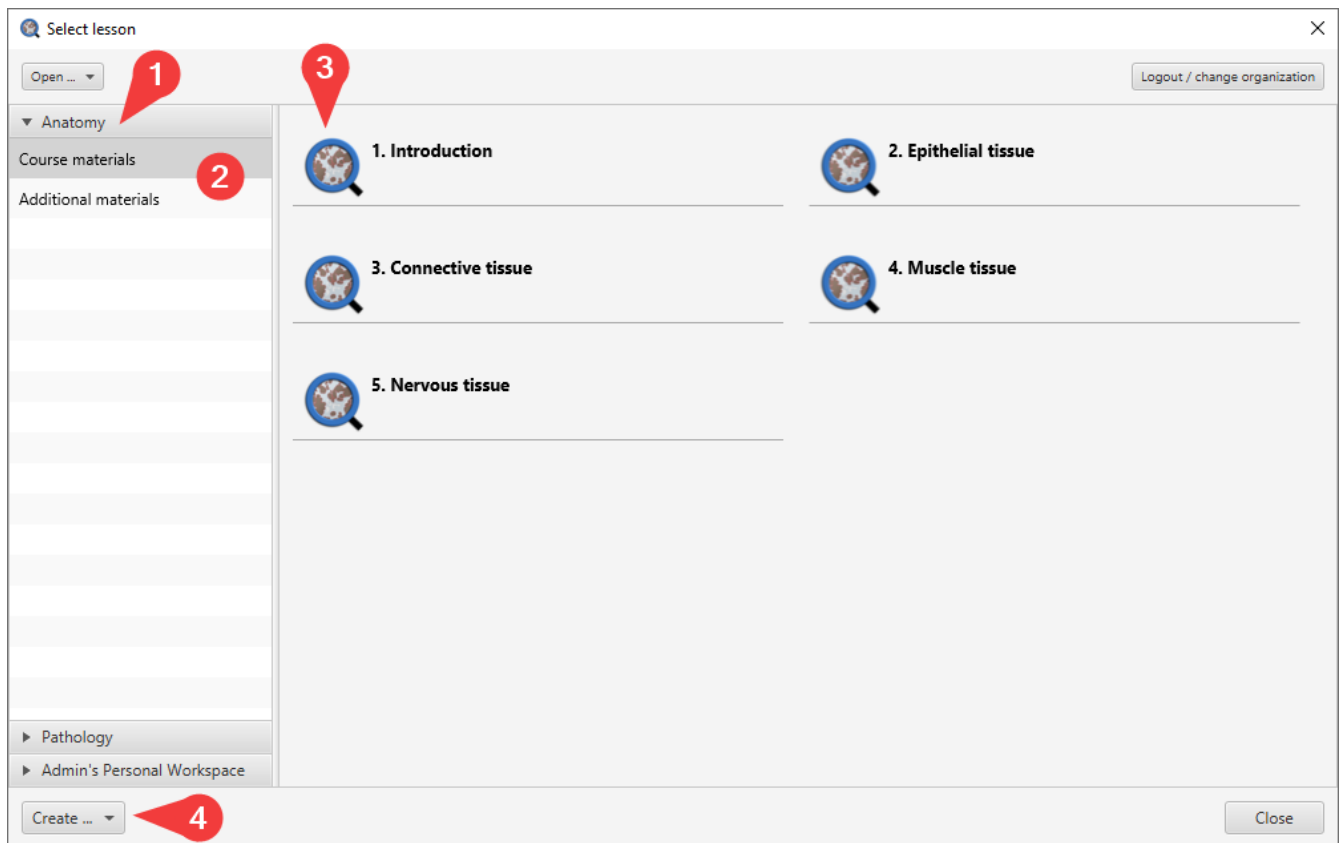 Select lesson
Open ...
1
3
Logout / change organization
Anatomy
Course materials
2
Additional materials
1. Introduction
2. Epithelial tissue
3. Connective tissue
4. Muscle tissue
5. Nervous tissue
Pathology
Admin's Personal Workspace
Create ...
4
Close